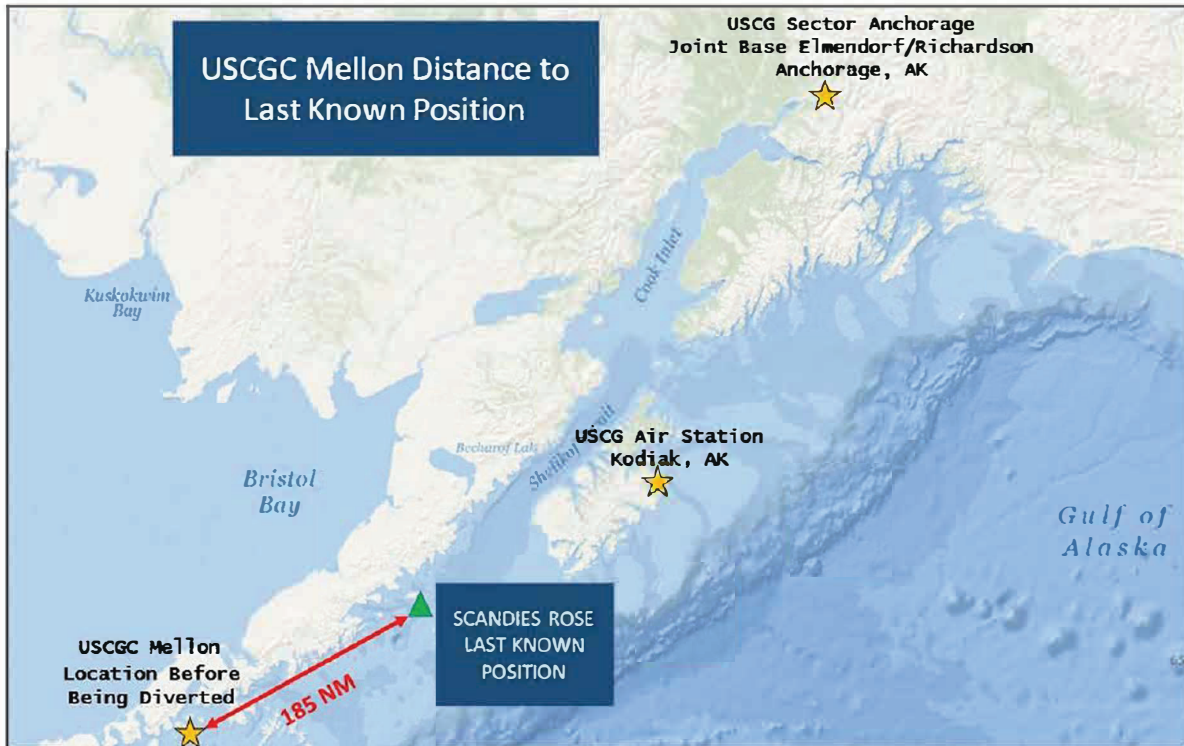 USCGC Mellon Distance to
Last Known Position
USCG Sector Anchorage
Joint Base Elmendorf/Richardson
Anchorage, AK
Cook Inlet
Kuskokwim
Bay
USCG Air Station
Kodiak, AK
Becharof Lake
Shelikof Strait
Bristol
Bay
Gulf of
Alaska
SCANDIES ROSE
LAST KNOWN
POSITION
USCGC Mellon
Location Before
Being Diverted
185 NM